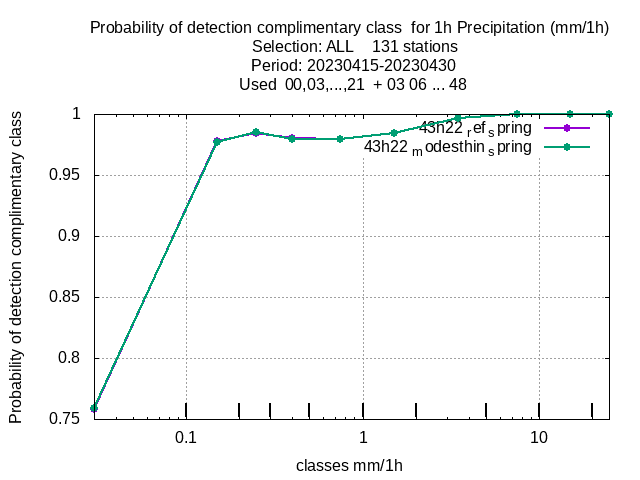 Probability of detection complimentary class  for 1h Precipitation (mm/1h)
Selection: ALL    131 stations
Period: 20230415-20230430
Used  00,03,...,21  + 03 06 ... 48
Probability of detection complimentary class
1
0.95
0.9
0.85
0.8
0.75
43h22 ref spring
43h22 modesthin spring
0.1
1
10
classes mm/1h